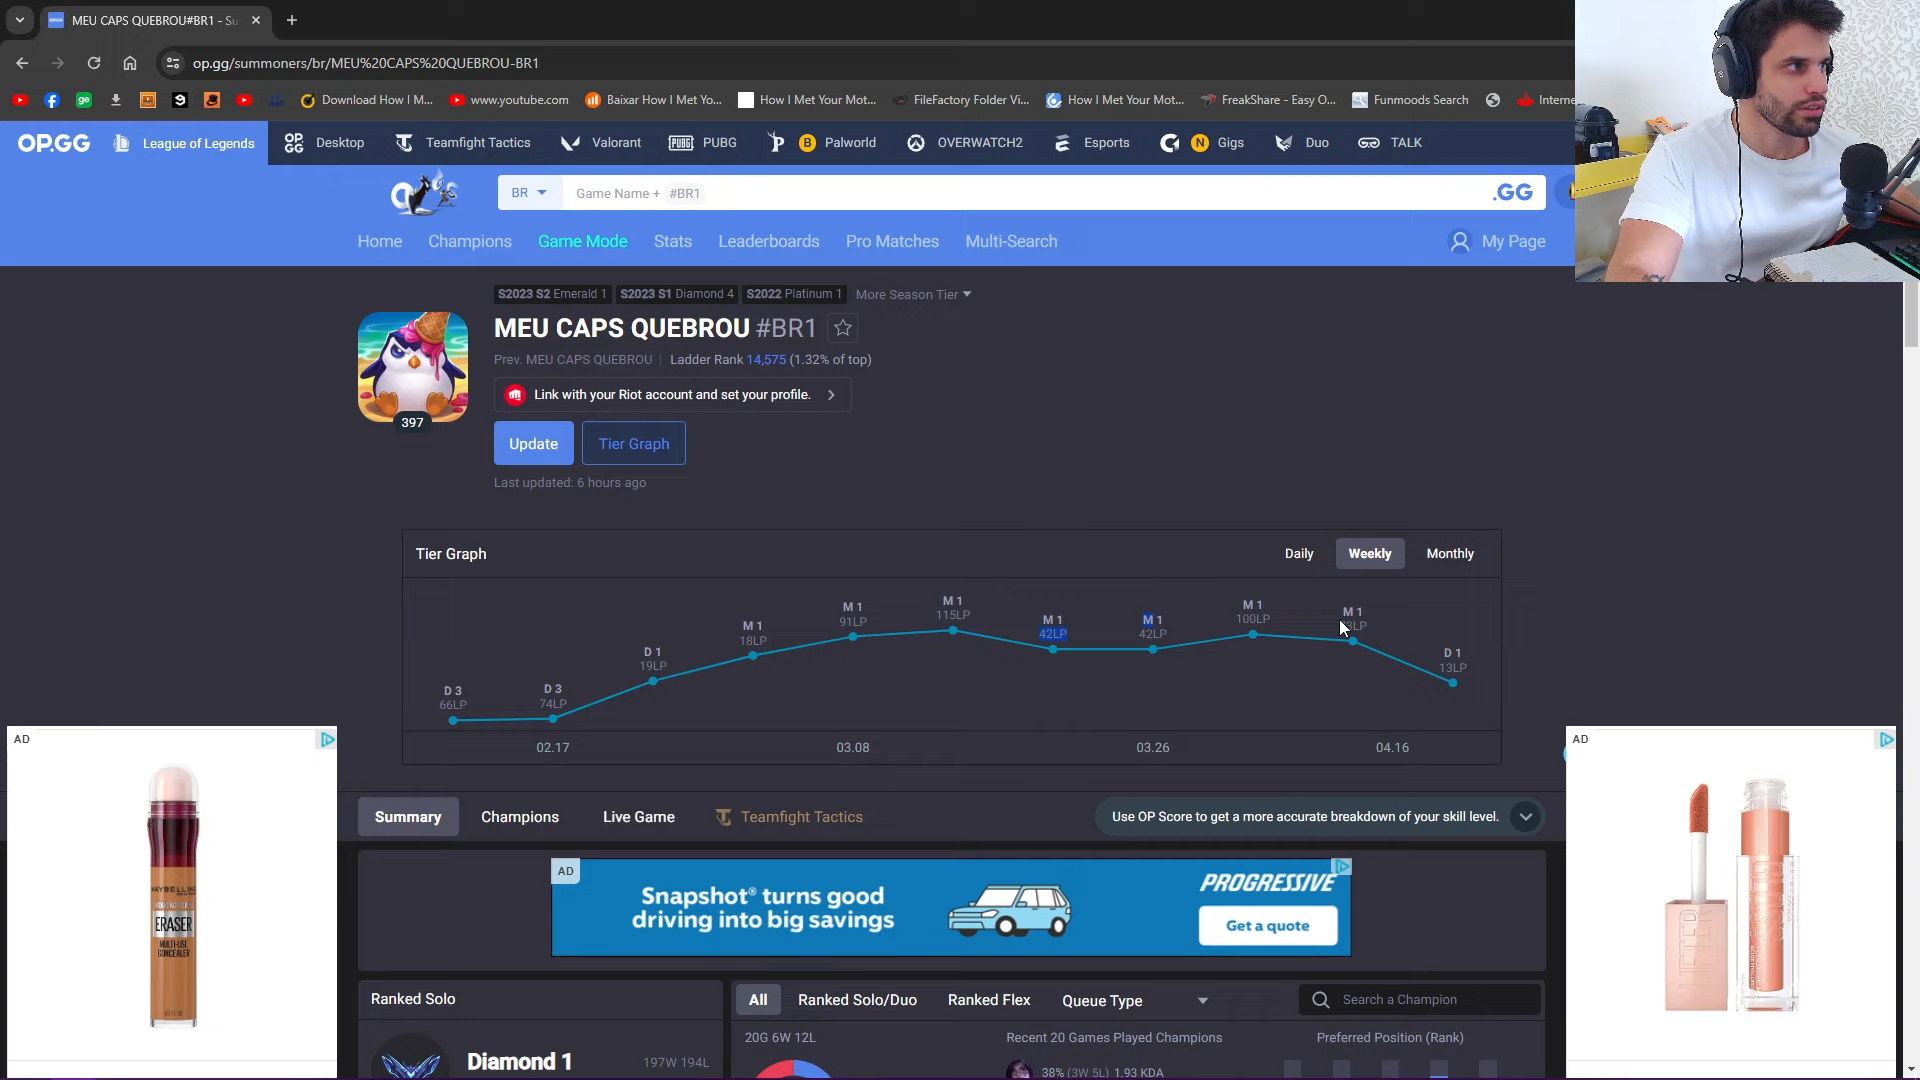 MEU CAPS QUEBROU#BR1 - Su
op.gg/summoners/br/MEU%20CAPS%20QUEBROU-BR1
Download How I M... www.youtube.com Baixar How I Met Yo... How I Met Your Mot... FileFactory Folder Vi... How I Met Your Mot... FreakShare - Easy O... Funmoods Search Interne
OP.GG League of Legends OP.GG Desktop Teamfight Tactics Valorant PUBG PUBG B Palworld OVERWATCH2 Esports N Gigs Duo TALK
BR Game Name + #BR1 .GG
Home Champions Game Mode Stats Leaderboards Pro Matches Multi-Search My Page
S2023 S2 Emerald 1 S2023 S1 Diamond 4 S2022 Platinum 1 More Season Tier
MEU CAPS QUEBROU #BR1
Prev. MEU CAPS QUEBROU Ladder Rank 14,575 (1.32% of top)
Link with your Riot account and set your profile.
397
Update Tier Graph
Last updated: 6 hours ago
Tier Graph Daily Weekly Monthly
D 3 D 3 D 1 M 1 M 1 M 1 M 1 M 1 M 1 M 1 D 1
66LP 74LP 19LP 18LP 91LP 115LP 42LP 42LP 100LP 13LP
02.17 03.08 03.26 04.16
Summary Champions Live Game Teamfight Tactics Use OP Score to get a more accurate breakdown of your skill level.
AD
MAYBELLINE
ERASER
MULTI-USE
CONCEALER
AD
Snapshot® turns good
driving into big savings
PROGRESSIVE
Get a quote
AD
LIFTER
Ranked Solo
Diamond 1 197W 194L
All Ranked Solo/Duo Ranked Flex Queue Type Search a Champion
20G 6W 12L Recent 20 Games Played Champions Preferred Position (Rank)
38% (3W 5L) 1.93 KDA